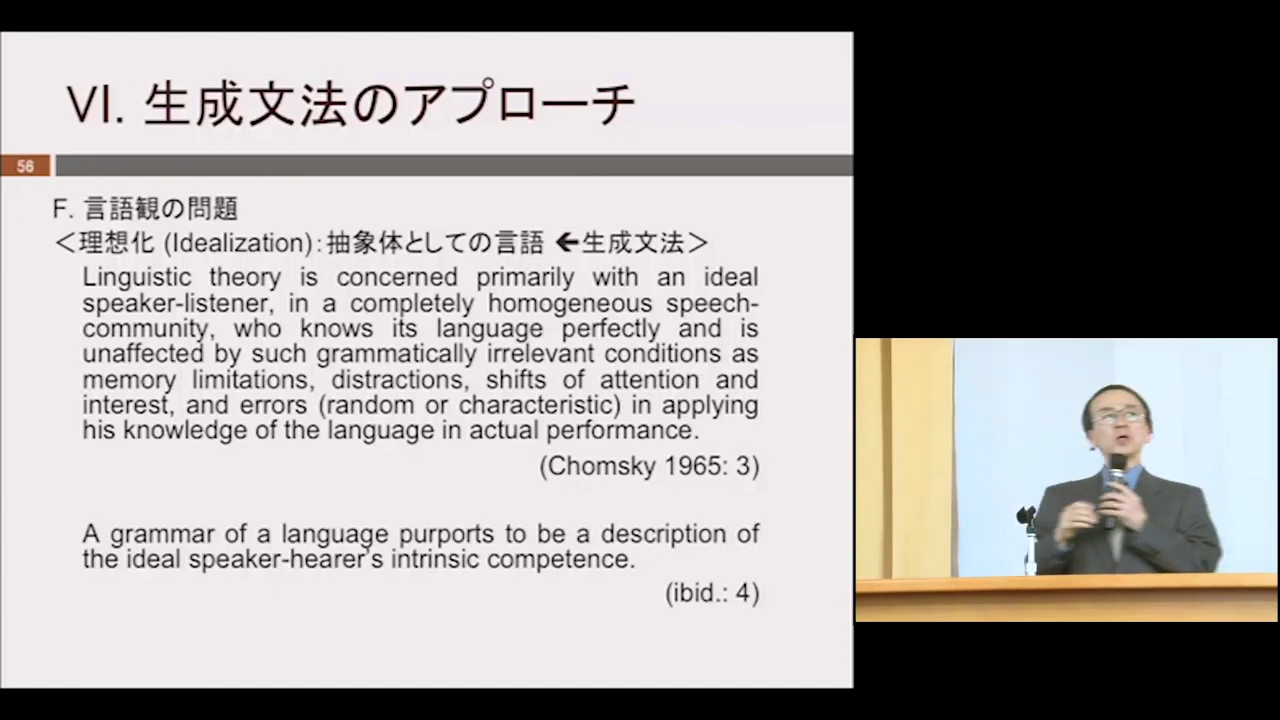 VI. 生成文法のアプローチ
56
F. 言語観の問題
＜理想化 (Idealization)：抽象体としての言語 ←生成文法＞
Linguistic theory is concerned primarily with an ideal
speaker-listener, in a completely homogeneous speech-
community, who knows its language perfectly and is
unaffected by such grammatically irrelevant conditions as
memory limitations, distractions, shifts of attention and
interest, and errors (random or characteristic) in applying
his knowledge of the language in actual performance.
(Chomsky 1965: 3)
A grammar of a language purports to be a description of
the ideal speaker-hearer's intrinsic competence.
(ibid.: 4)